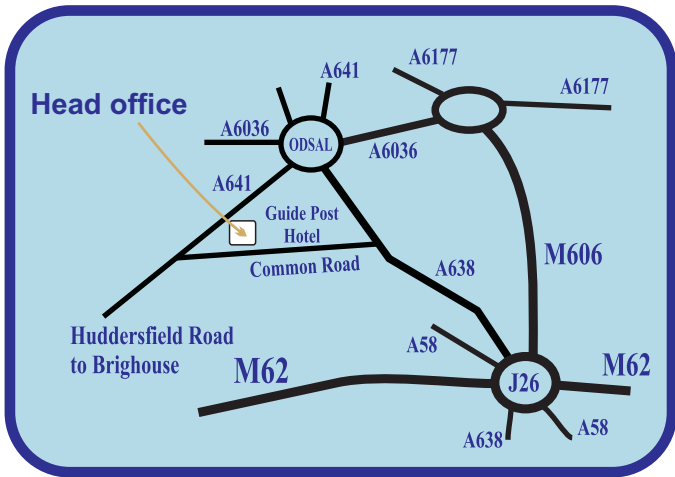 A6177
A641
A6177
Head office
A6036
ODSAL
A6036
A641
Guide Post
Hotel
Common Road
A638
M606
Huddersfield Road
to Brighouse
A58
M62
M62
J26
A638
A58